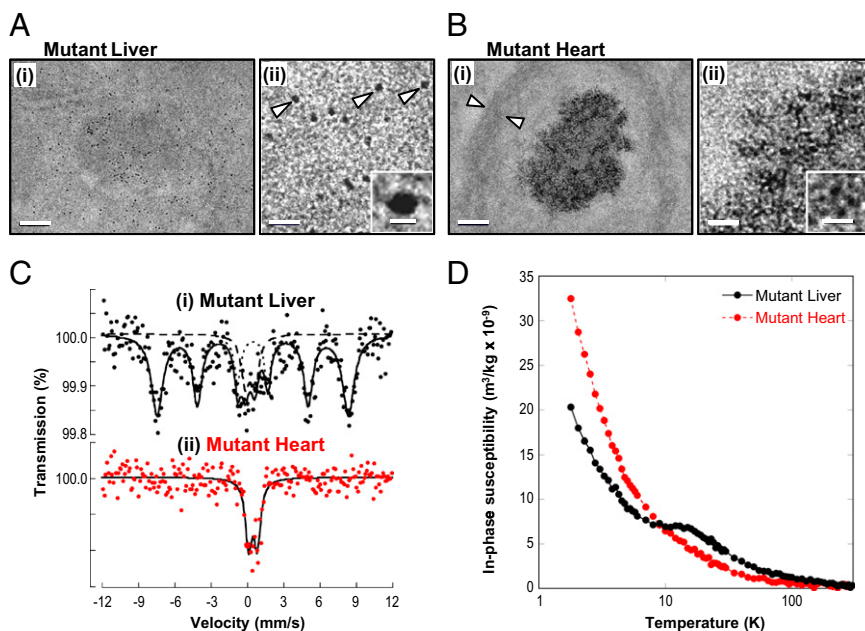 A
Mutant Liver
(i)
(ii)
B
Mutant Heart
(i)
(ii)
C
(i) Mutant Liver
100.0
99.9
99.8
(ii) Mutant Heart
100.0
Transmission (%)
-12 -9 -6 -3 0 3 6 9 12
Velocity (mm/s)
D
35
30
25
20
15
10
5
0
In-phase susceptibility (m³/kg x 10⁻⁹)
Mutant Liver
Mutant Heart
1 10 100
Temperature (K)